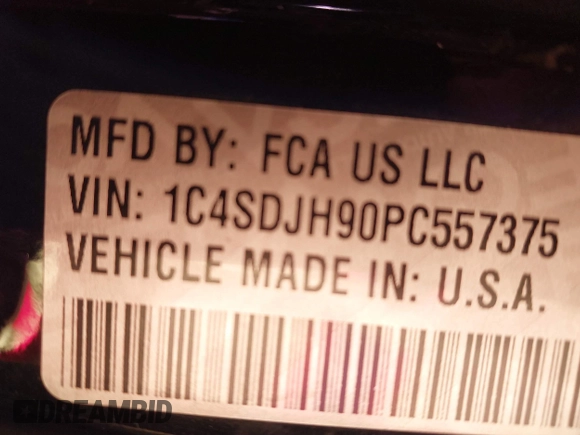 MFD BY: FCA US LLC
VIN: 1C4SDJH90PC557375
VEHICLE MADE IN: U.S.A.
DREAMBID